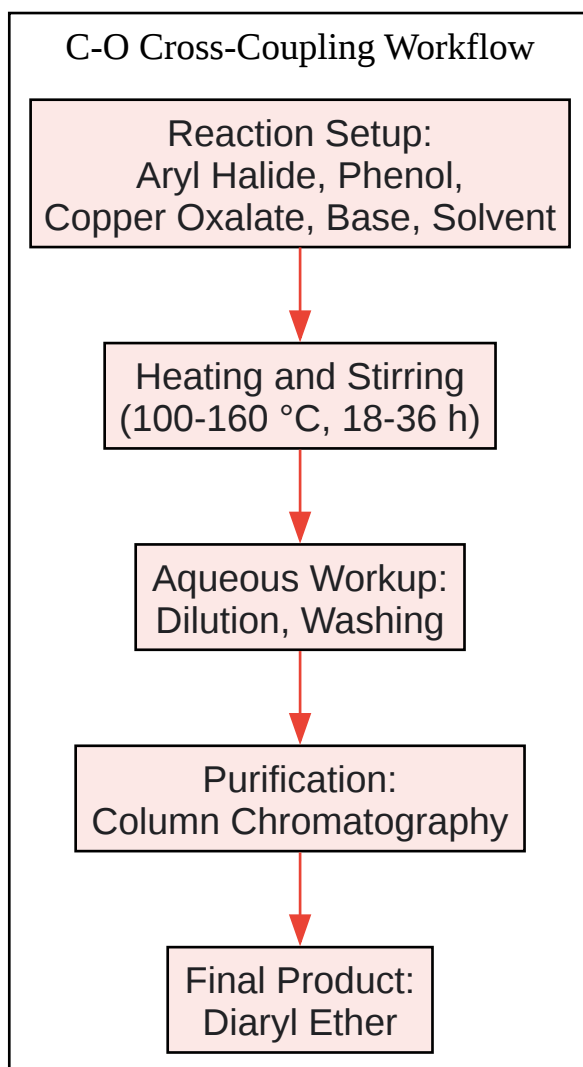 C-O Cross-Coupling Workflow
Reaction Setup:
Aryl Halide, Phenol,
Copper Oxalate, Base, Solvent
Heating and Stirring
(100-160 °C, 18-36 h)
Aqueous Workup:
Dilution, Washing
Purification:
Column Chromatography
Final Product:
Diaryl Ether